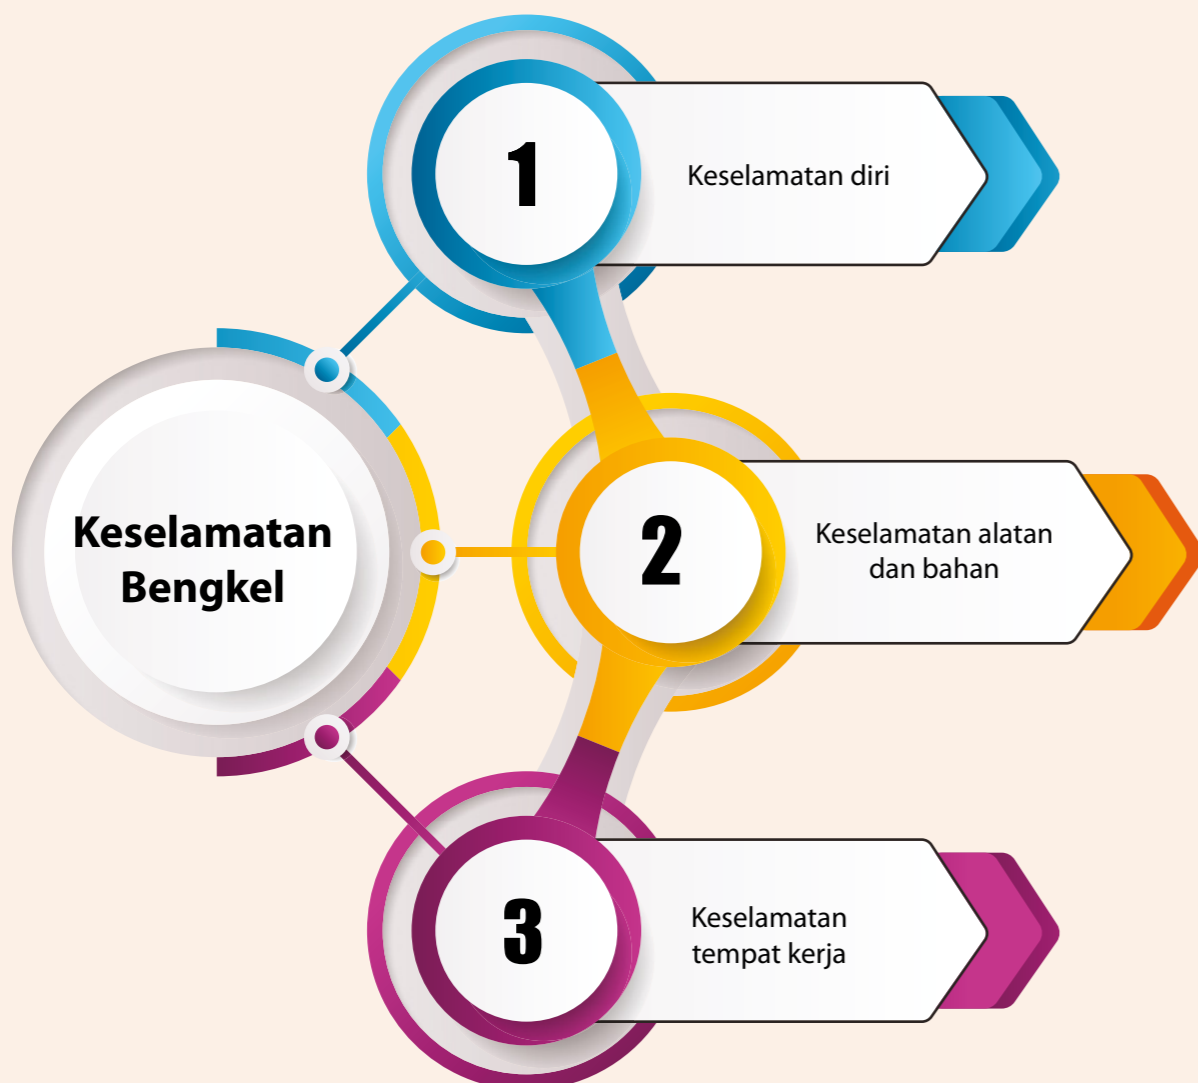 Keselamatan
Bengkel
1
Keselamatan diri
2
Keselamatan alatan
dan bahan
3
Keselamatan
tempat kerja